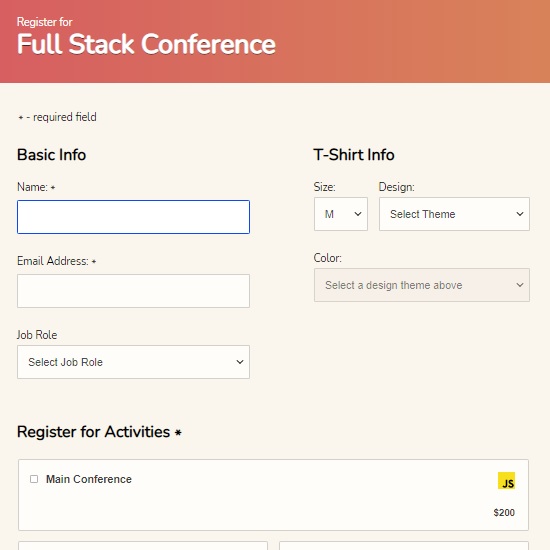 Register for
Full Stack Conference
* - required field
Basic Info
Name: *
Email Address: *
Job Role
Select Job Role
T-Shirt Info
Size:
M
Design:
Select Theme
Color:
Select a design theme above
Register for Activities *
Main Conference
JS
$200